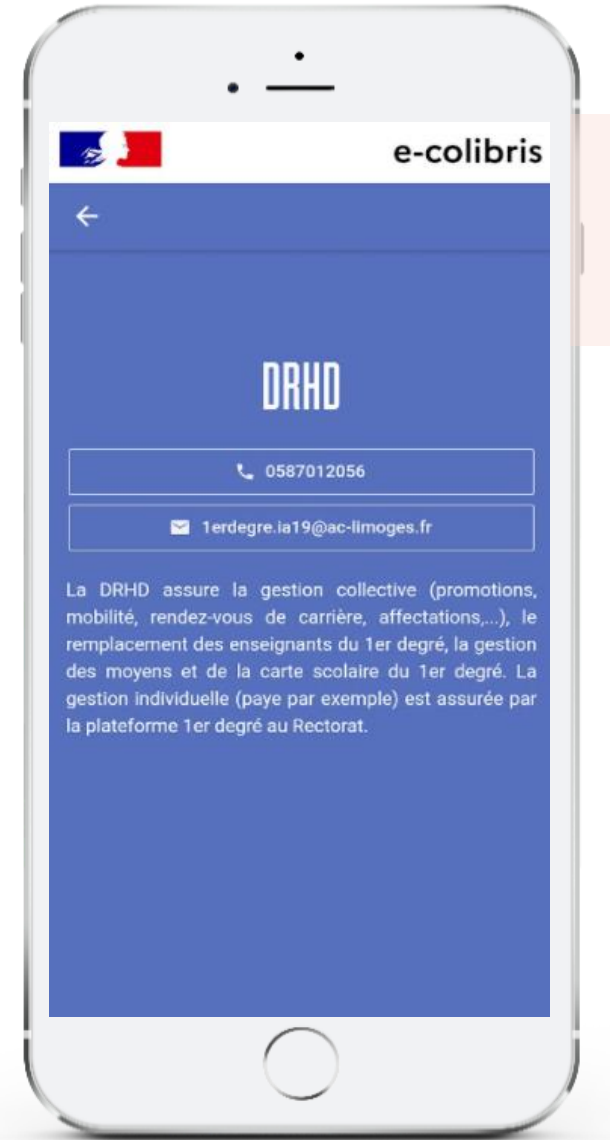 e-colibris
DRHD
0587012056
1erdegre.ia19@ac-limoges.fr
La DRHD assure la gestion collective (promotions,
mobilité, rendez-vous de carrière, affectations,...), le
remplacement des enseignants du 1er degré, la gestion
des moyens et de la carte scolaire du 1er degré. La
gestion individuelle (paye par exemple) est assurée par
la plateforme 1er degré au Rectorat.